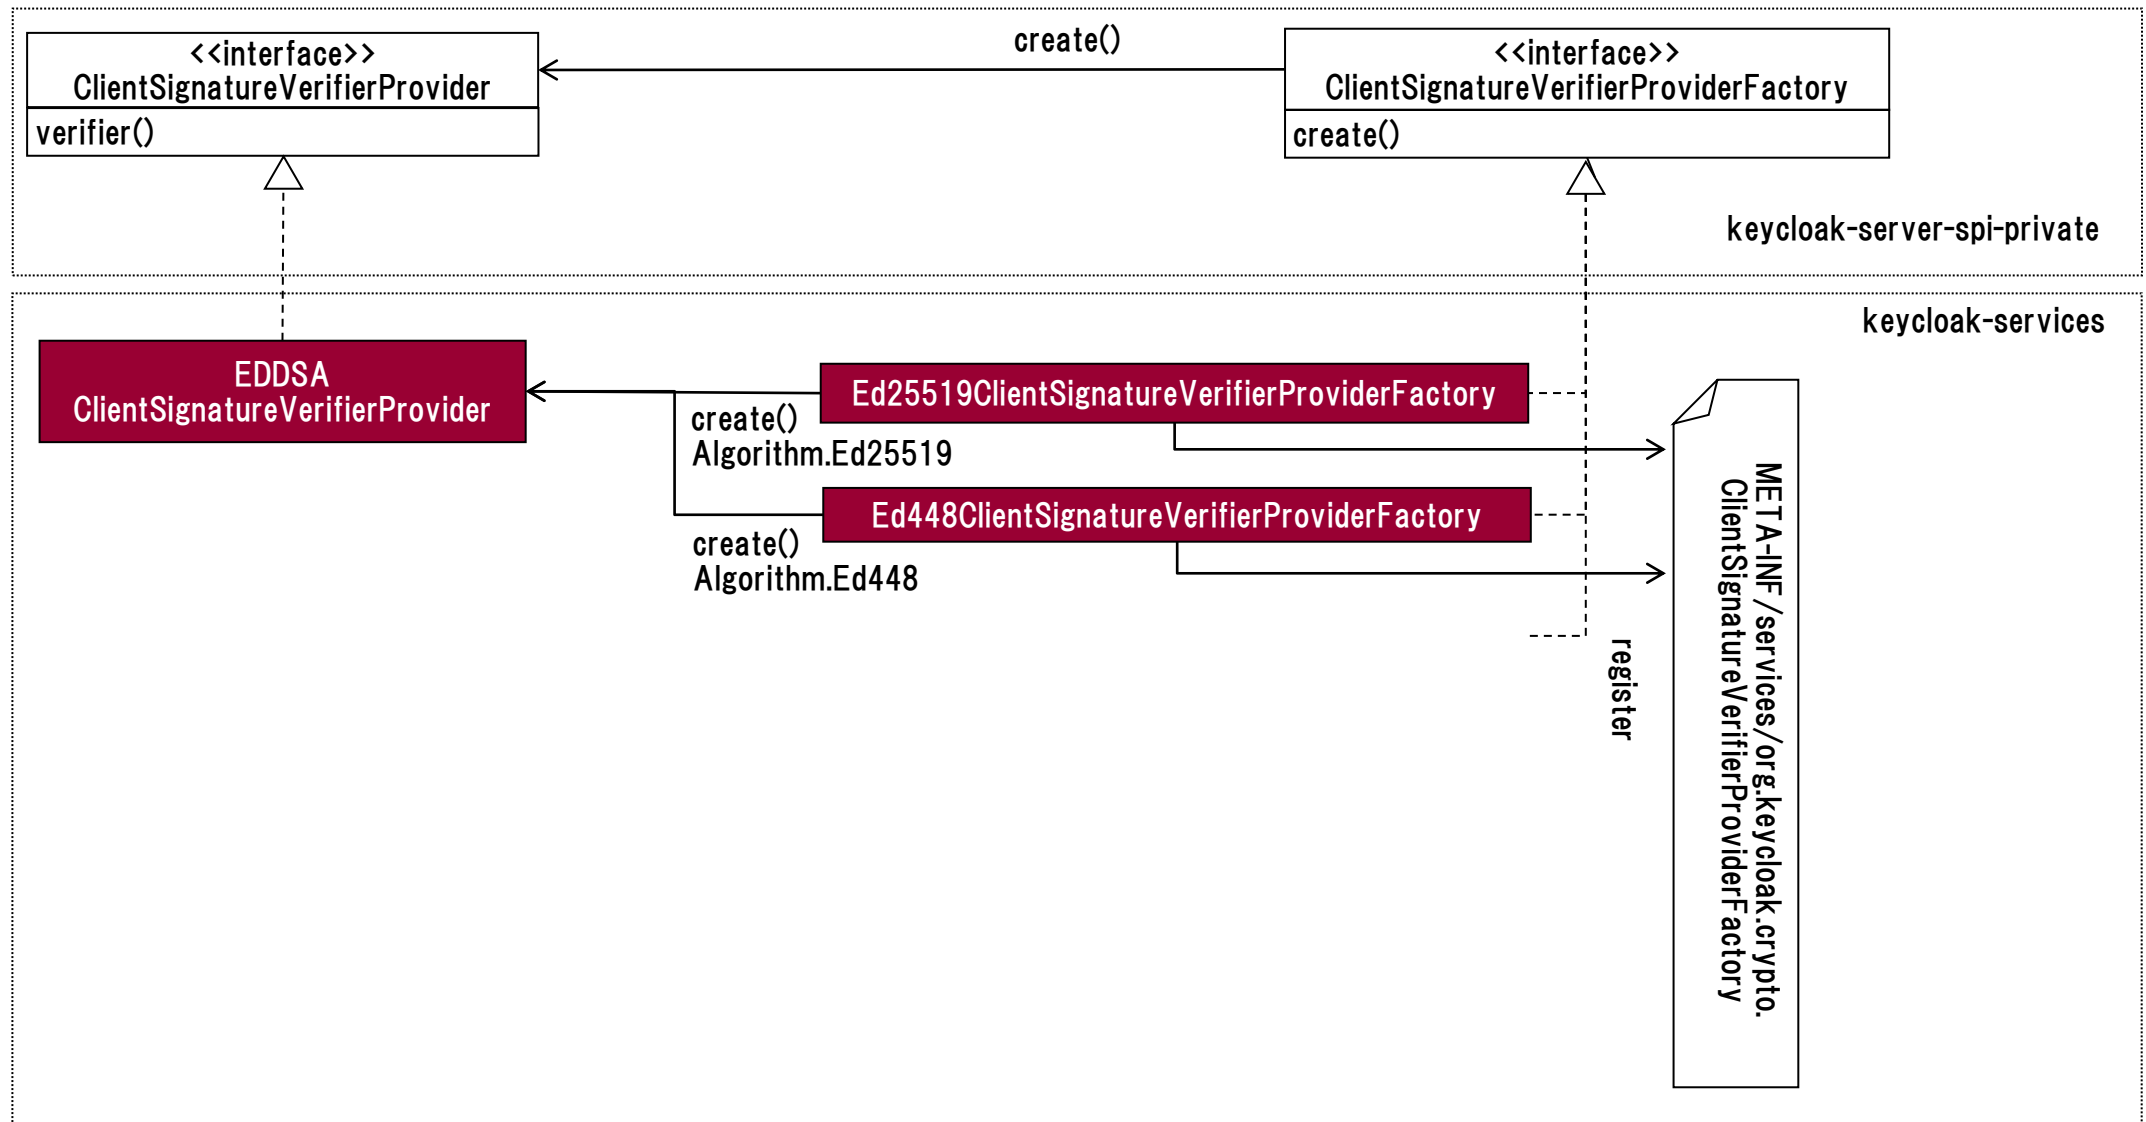 <<interface>>
ClientSignatureVerifierProvider
verifier()
create()
<<interface>>
ClientSignatureVerifierProviderFactory
create()
keycloak-server-spi-private
keycloak-services
EDDSA
ClientSignatureVerifierProvider
Ed25519ClientSignatureVerifierProviderFactory
create()
Algorithm.Ed25519
Ed448ClientSignatureVerifierProviderFactory
create()
Algorithm.Ed448
register
META-INF/services/org.keycloak.crypto.
ClientSignatureVerifierProviderFactory